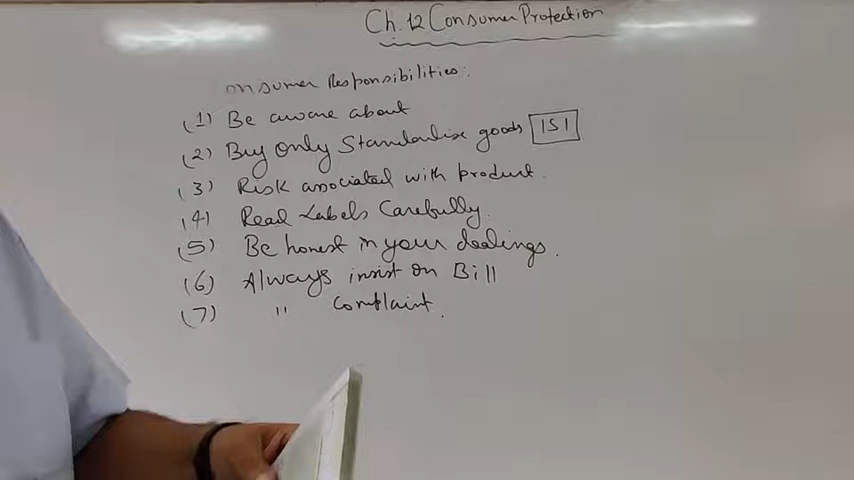 Ch. 12 Consumer Protection
onsumer Responsibilities :
(1) Be aware about
(2) Buy Only Standardise goods ISI
(3) Risk associated with product.
(4) Read Labels Carefully.
(5) Be honest in your dealings.
(6) Always insist on Bill
(7) " Complaint.